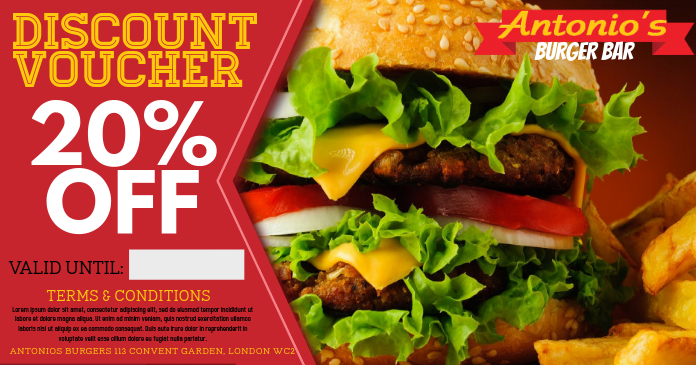 DISCOUNT
VOUCHER
20%
OFF
VALID UNTIL:
TERMS & CONDITIONS
Lorem ipsum dolor sit amet, consectetur adipiscing elit, sed do eiusmod tempor incididunt ut
labore et dolore magna aliqua. Ut enim ad minim veniam, quis nostrud exercitation ullamco
laboris nisi ut aliquip ex ea commodo consequat. Duis aute irure dolor in reprehenderit in
voluptate velit esse cillum dolore eu fugiat nulla pariatur.
ANTONIOS BURGERS 113 CONVENT GARDEN, LONDON WC2
Antonio's
BURGER BAR